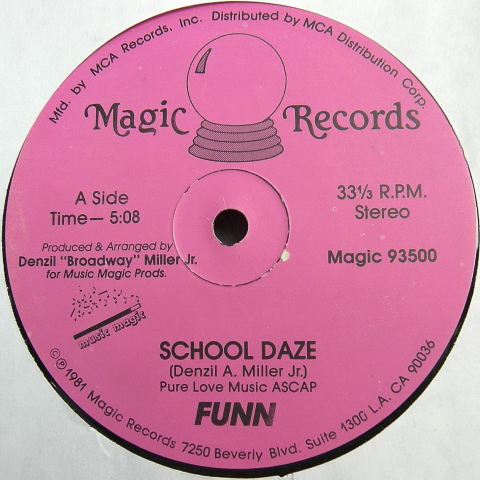 Mfd. by MCA Records, Inc. Distributed by MCA Distribution Corp.
Magic Records
A Side
Time— 5:08
33⅓ R.P.M.
Stereo
Produced & Arranged by
Denzil "Broadway" Miller Jr.
for Music Magic Prods.
Magic 93500
music magic
SCHOOL DAZE
(Denzil A. Miller Jr.)
Pure Love Music ASCAP
FUNN
©℗1981 Magic Records 7250 Beverly Blvd. Suite 1300 L.A. CA 90036